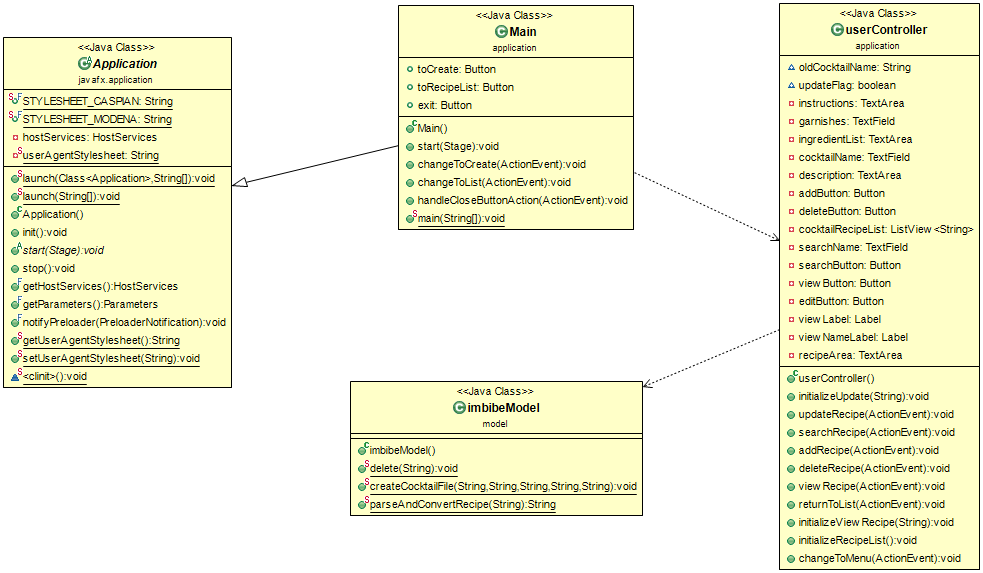 <<Java Class>>
Application
javafx.application
STYLESHEET_CASPIAN: String
STYLESHEET_MODENA: String
hostServices: HostServices
userAgentStylesheet: String
launch(Class<Application>,String[]):void
launch(String[]):void
Application()
init():void
start(Stage):void
stop():void
getHostServices():HostServices
getParameters():Parameters
notifyPreloader(PreloaderNotification):void
getUserAgentStylesheet():String
setUserAgentStylesheet(String):void
<clinit>():void
<<Java Class>>
Main
application
toCreate: Button
toRecipeList: Button
exit: Button
Main()
start(Stage):void
changeToCreate(ActionEvent):void
changeToList(ActionEvent):void
handleCloseButtonAction(ActionEvent):void
main(String[]):void
<<Java Class>>
imbibeModel
model
imbibeModel()
delete(String):void
createCocktailFile(String,String,String,String,String):void
parseAndConvertRecipe(String):String
<<Java Class>>
userController
application
oldCocktailName: String
updateFlag: boolean
instructions: TextArea
garnishes: TextField
ingredientList: TextArea
cocktailName: TextField
description: TextArea
addButton: Button
deleteButton: Button
cocktailRecipeList: ListView <String>
searchName: TextField
searchButton: Button
view Button: Button
editButton: Button
view Label: Label
view NameLabel: Label
recipeArea: TextArea
userController()
initializeUpdate(String):void
updateRecipe(ActionEvent):void
searchRecipe(ActionEvent):void
addRecipe(ActionEvent):void
deleteRecipe(ActionEvent):void
view Recipe(ActionEvent):void
returnToList(ActionEvent):void
initializeView Recipe(String):void
initializeRecipeList():void
changeToMenu(ActionEvent):void